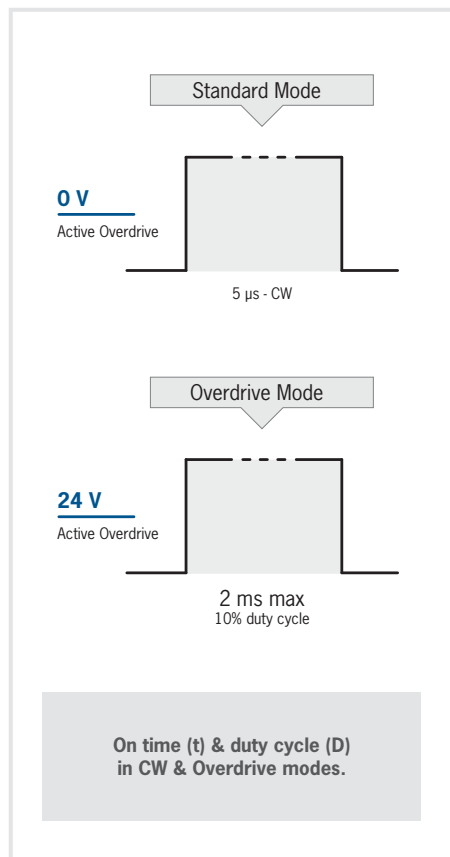 Standard Mode
0 V
Active Overdrive
5 µs - CW
Overdrive Mode
24 V
Active Overdrive
2 ms max
10% duty cycle
On time (t) & duty cycle (D)
in CW & Overdrive modes.